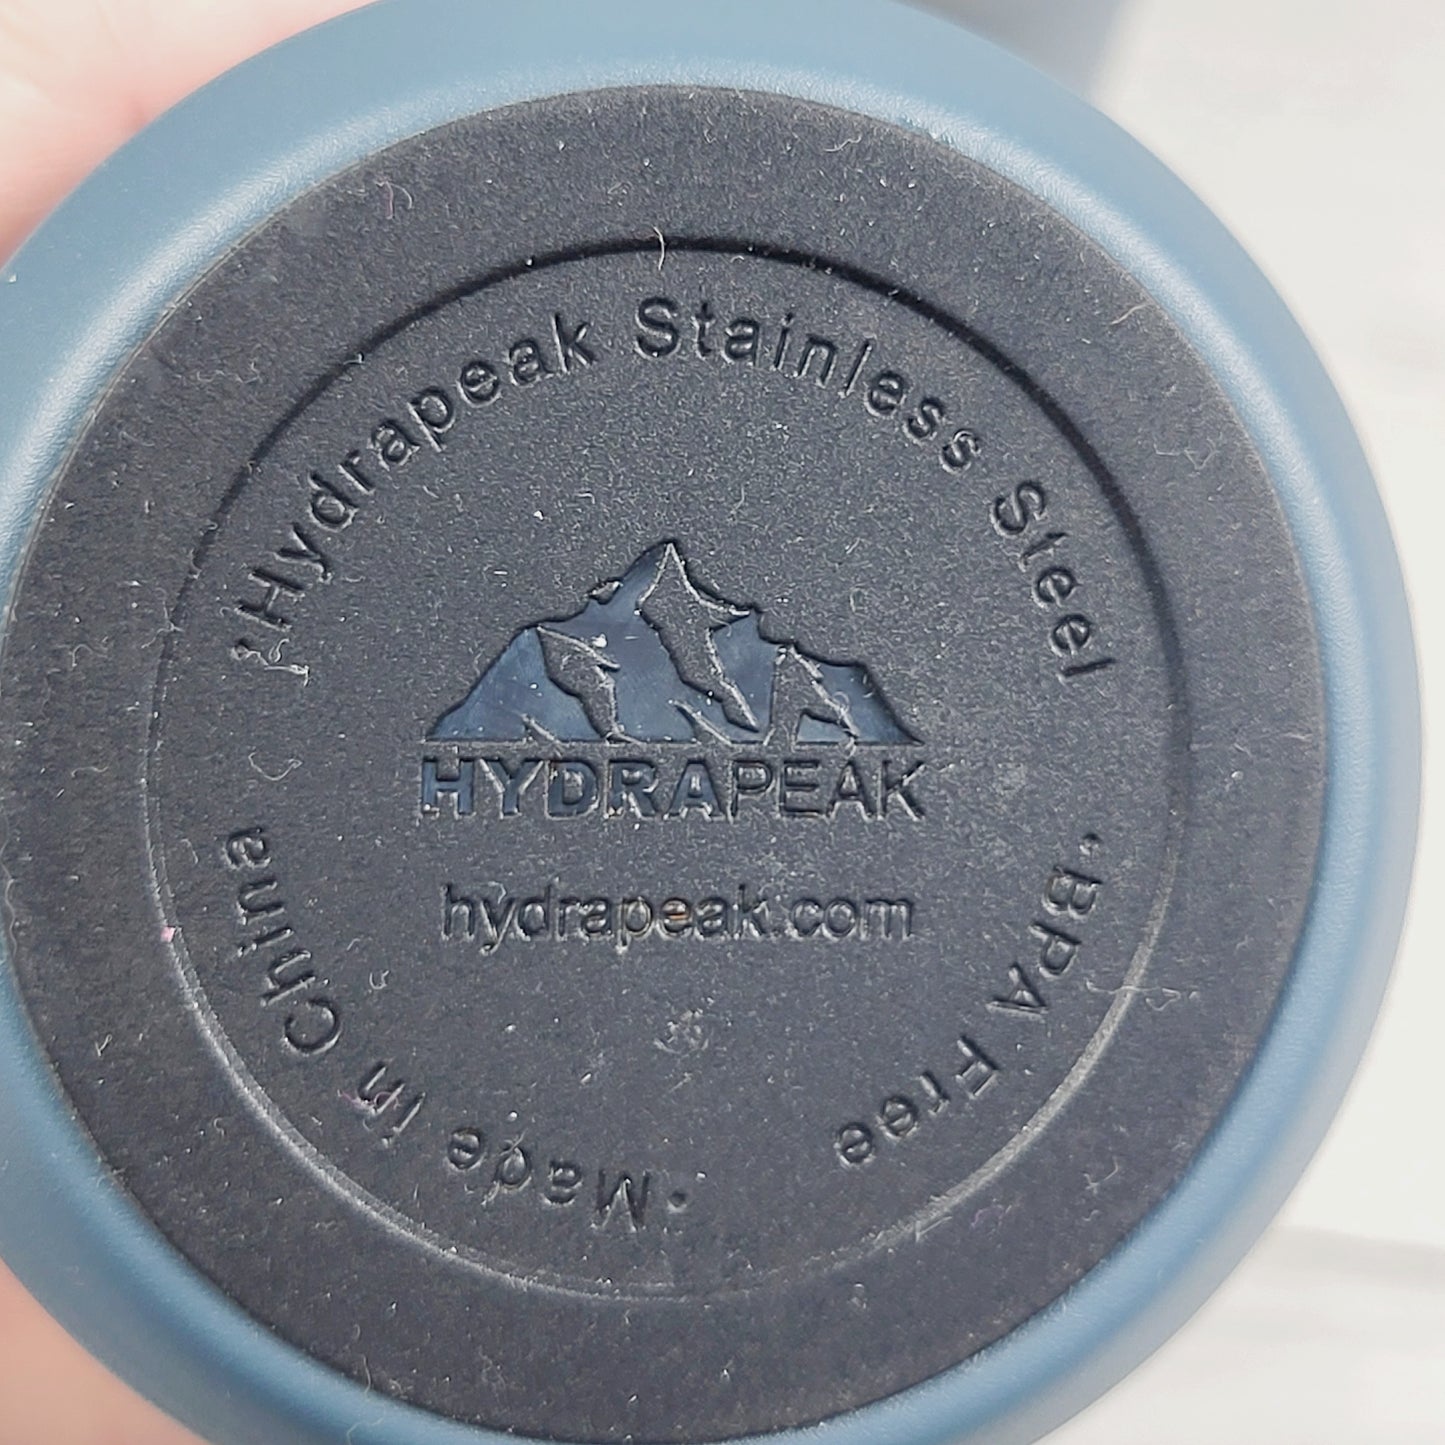 •Hydrapeak Stainless Steel
HYDRAPEAK
hydrapeak.com
•BPA Free
•Made in China